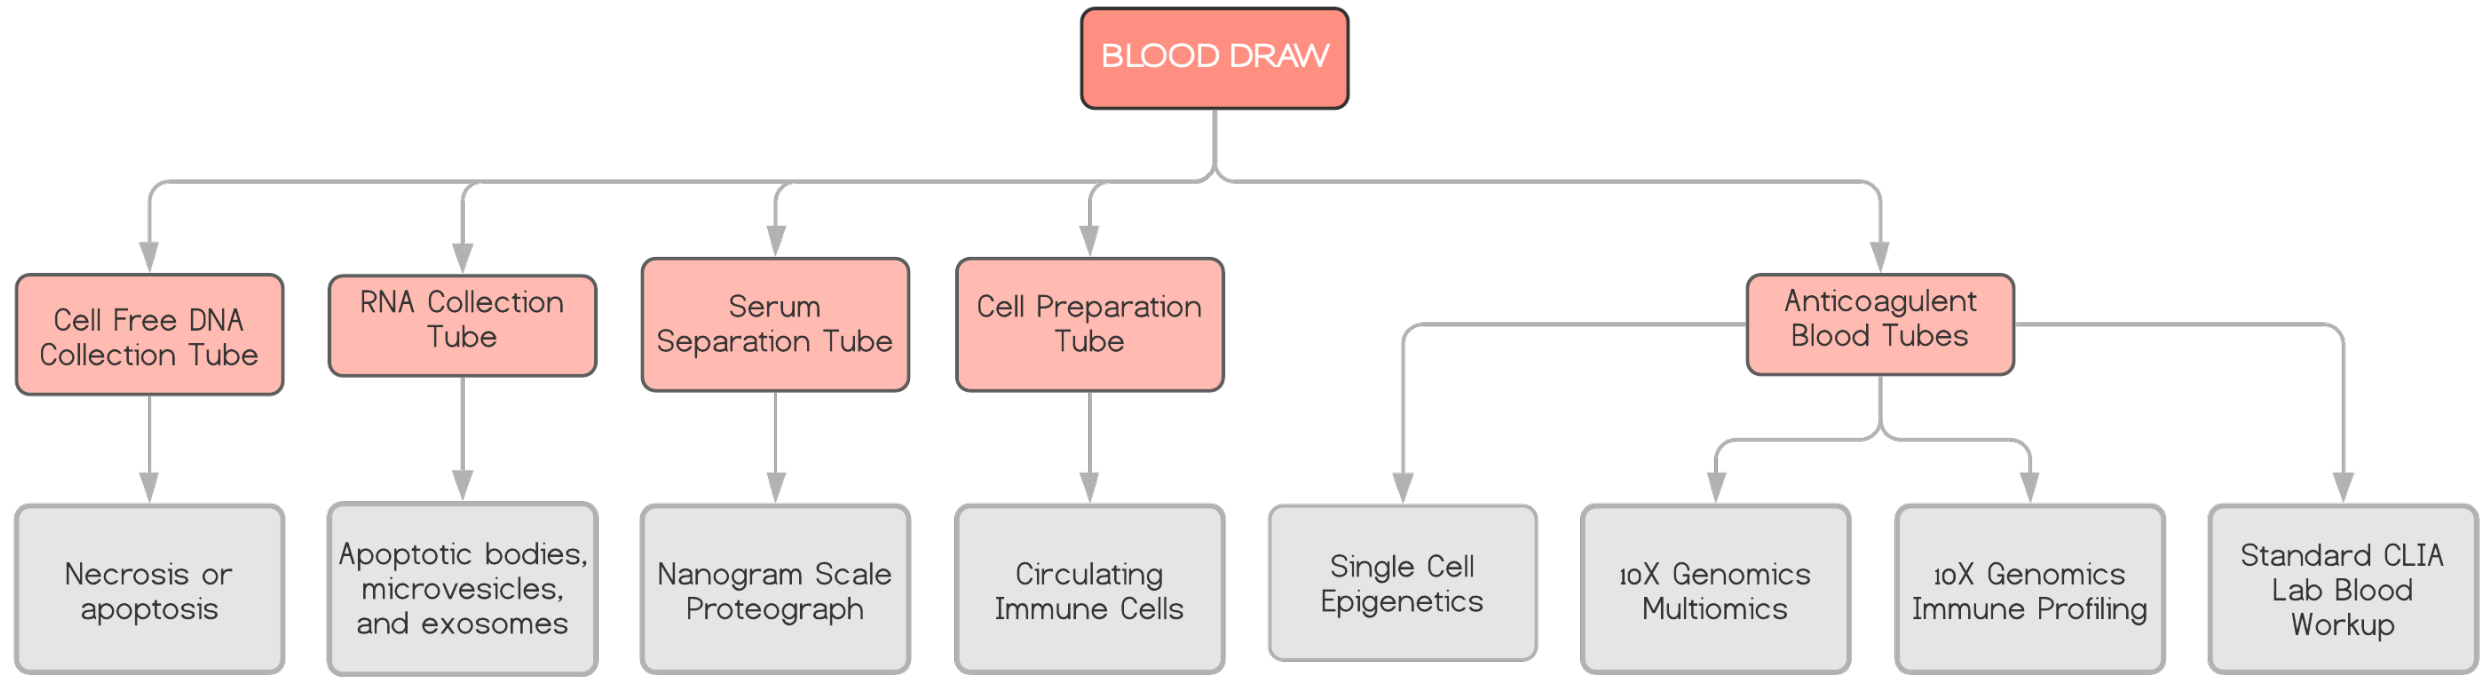 BLOOD DRAW
Cell Free DNA
Collection Tube
RNA Collection
Tube
Serum
Separation Tube
Cell Preparation
Tube
Anticoagulent
Blood Tubes
Necrosis or
apoptosis
Apoptotic bodies,
microvesicles,
and exosomes
Nanogram Scale
Proteograph
Circulating
Immune Cells
Single Cell
Epigenetics
10X Genomics
Multiomics
10X Genomics
Immune Profiling
Standard CLIA
Lab Blood
Workup